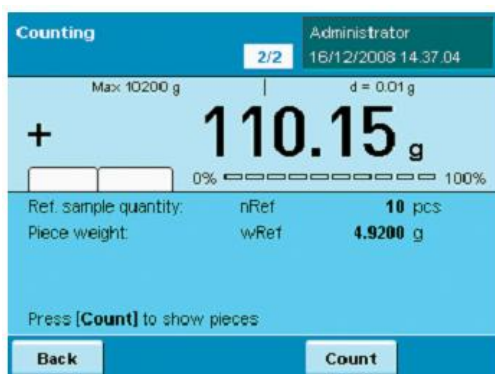 Counting
Administrator
2/2
16/12/2008 14.37.04
Max 10200 g
d = 0.01 g
+ 110.15 g
0% 100%
Ref. sample quantity: nRef 10 pcs
Piece weight: wRef 4.9200 g
Press [Count] to show pieces
Back Count